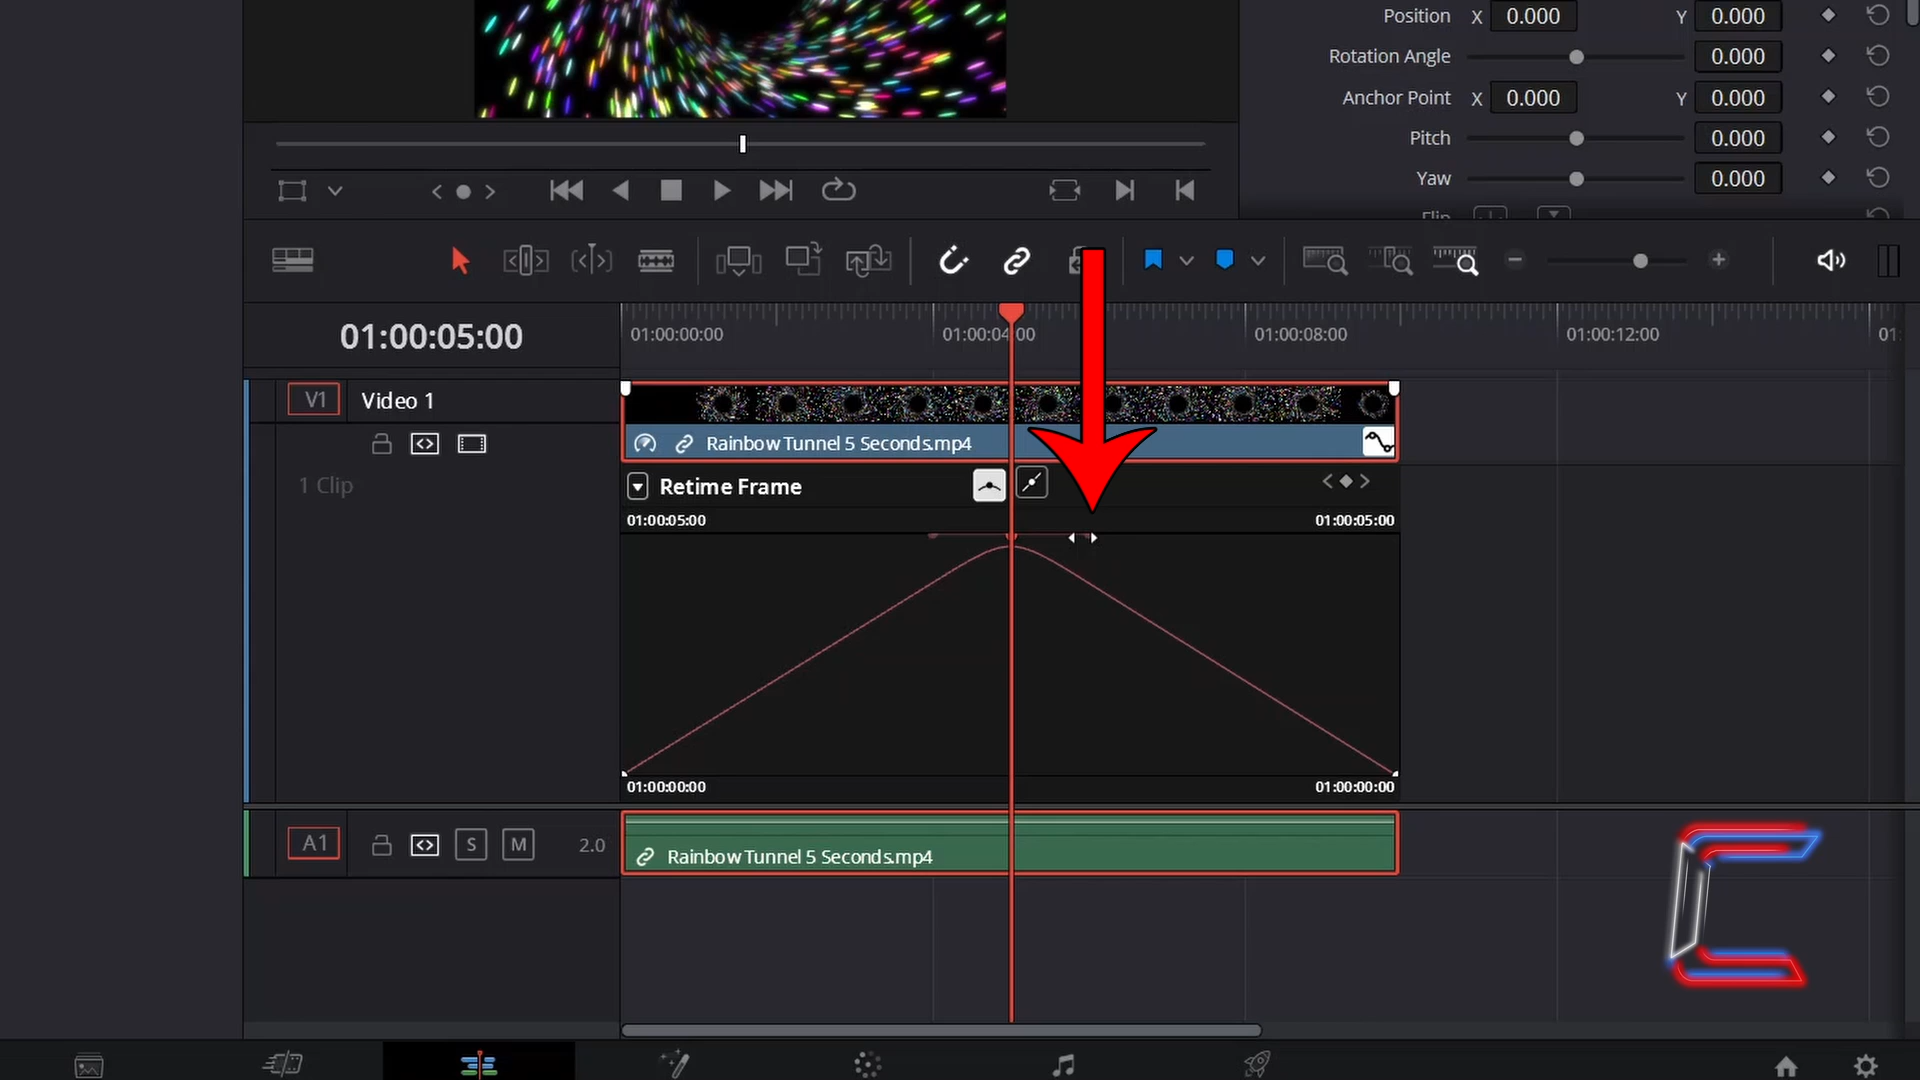 Position X 0.000 Y 0.000
Rotation Angle 0.000
Anchor Point X 0.000 Y 0.000
Pitch 0.000
Yaw 0.000
Flip
01:00:05:00
01:00:00:00 01:00:04:00 01:00:08:00 01:00:12:00 01:
V1 Video 1
Rainbow Tunnel 5 Seconds.mp4
1 Clip
Retime Frame
01:00:05:00 01:00:05:00
01:00:00:00 01:00:00:00
A1 S M 2.0
Rainbow Tunnel 5 Seconds.mp4
C